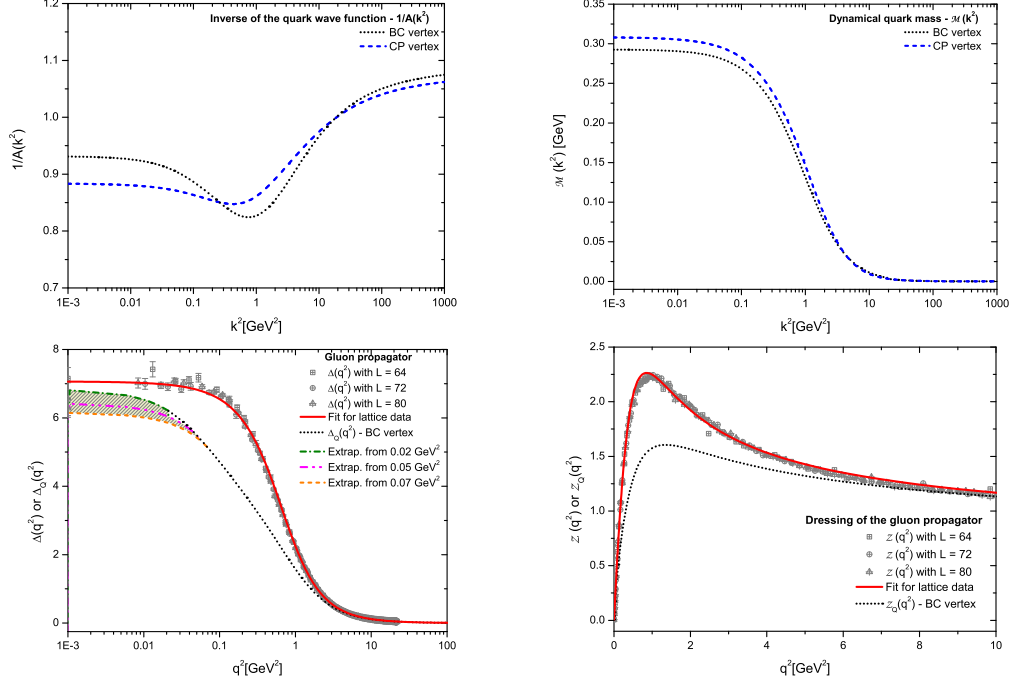 Inverse of the quark wave function - 1/A(k²)
BC vertex
CP vertex
1.2
1.1
1.0
0.9
0.8
0.7
1/A(k²)
1E-3 0.01 0.1 1 10 100 1000
k²[GeV²]
Dynamical quark mass - ℳ(k²)
BC vertex
CP vertex
0.35
0.30
0.25
0.20
0.15
0.10
0.05
0.00
ℳ (k²) [GeV]
1E-3 0.01 0.1 1 10 100 1000
k²[GeV²]
Gluon propagator
Δ(q²) with L = 64
Δ(q²) with L = 72
Δ(q²) with L = 80
Fit for lattice data
Δ_Q(q²) - BC vertex
Extrap. from 0.02 GeV²
Extrap. from 0.05 GeV²
Extrap. from 0.07 GeV²
8
6
4
2
0
Δ(q²) or Δ_Q(q²)
1E-3 0.01 0.1 1 10 100
q²[GeV²]
2.5
2.0
1.5
1.0
0.5
0.0
𝒵 (q²) or 𝒵_Q(q²)
Dressing of the gluon propagator
𝒵 (q²) with L = 64
𝒵 (q²) with L = 72
𝒵 (q²) with L = 80
Fit for lattice data
𝒵_Q(q²) - BC vertex
0 2 4 6 8 10
q²[GeV²]